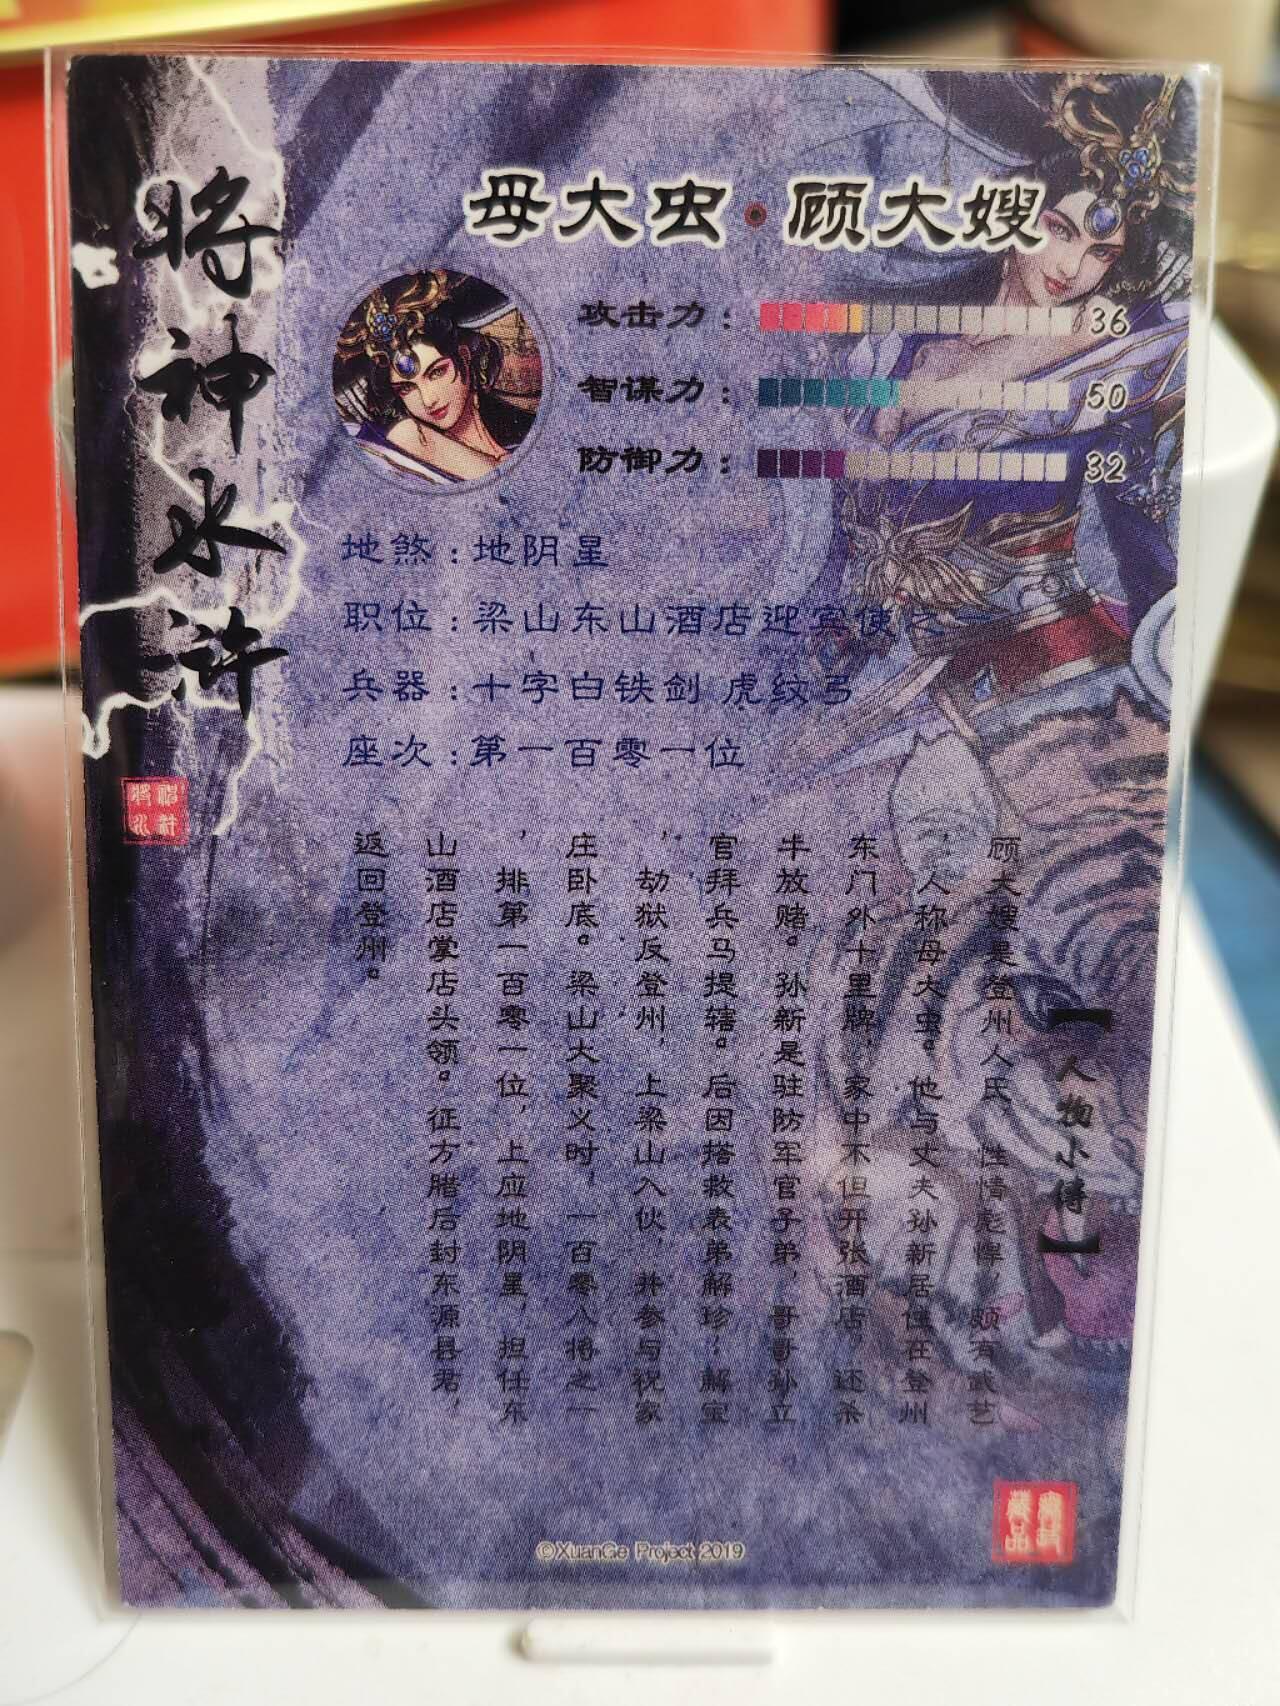 将神水浒
母大虫·顾大嫂
攻击力：36
智谋力：50
防御力：32
地煞：地阴星
职位：梁山东山酒店迎宾使之一
兵器：十字白铁剑 虎纹弓
座次：第一百零一位
【人物小传】
顾大嫂是登州人氏，性情彪悍，颇有武艺
，人称母大虫。他与丈夫孙新居住在登州
东门外十里牌，家中不但开张酒店，还杀
牛放赌。孙新是驻防军官子弟，哥哥孙立
官拜兵马提辖。后因搭救表弟解珍、解宝
，劫狱反登州，上梁山入伙，并参与祝家
庄卧底。梁山大聚义时，一百零八将之一
，排第一百零一位，上应地阴星，担任东
山酒店掌店头领。征方腊后封东源县君，
返回登州。
©XuanGe Project 2019